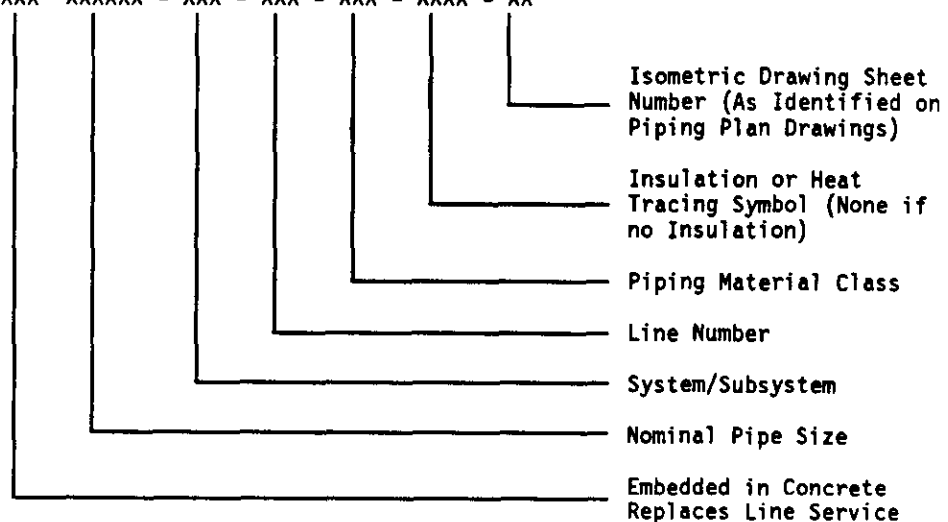 xxx xxxxxx - xxx - xxx - xxx - xxxx - xx
Isometric Drawing Sheet
Number (As Identified on
Piping Plan Drawings)
Insulation or Heat
Tracing Symbol (None if
no Insulation)
Piping Material Class
Line Number
System/Subsystem
Nominal Pipe Size
Embedded in Concrete
Replaces Line Service